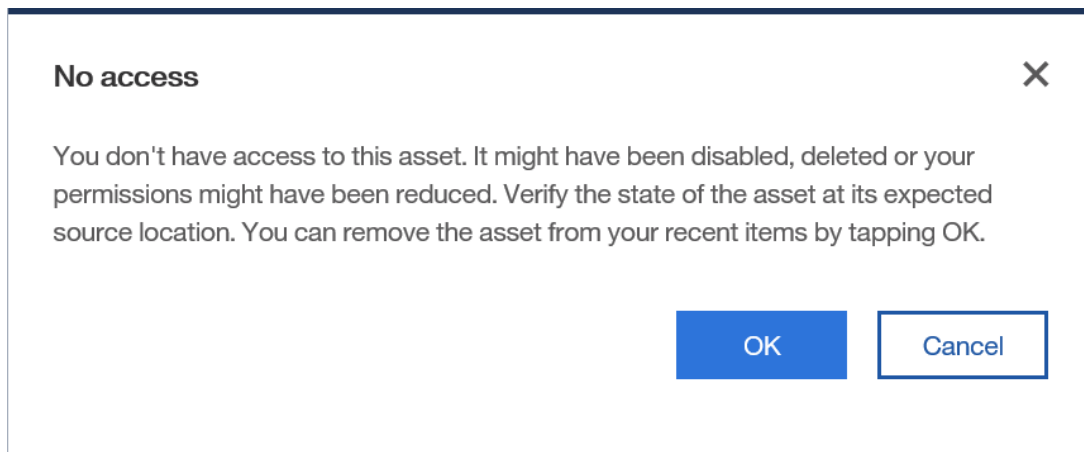 No access
You don't have access to this asset. It might have been disabled, deleted or your
permissions might have been reduced. Verify the state of the asset at its expected
source location. You can remove the asset from your recent items by tapping OK.
OK
Cancel